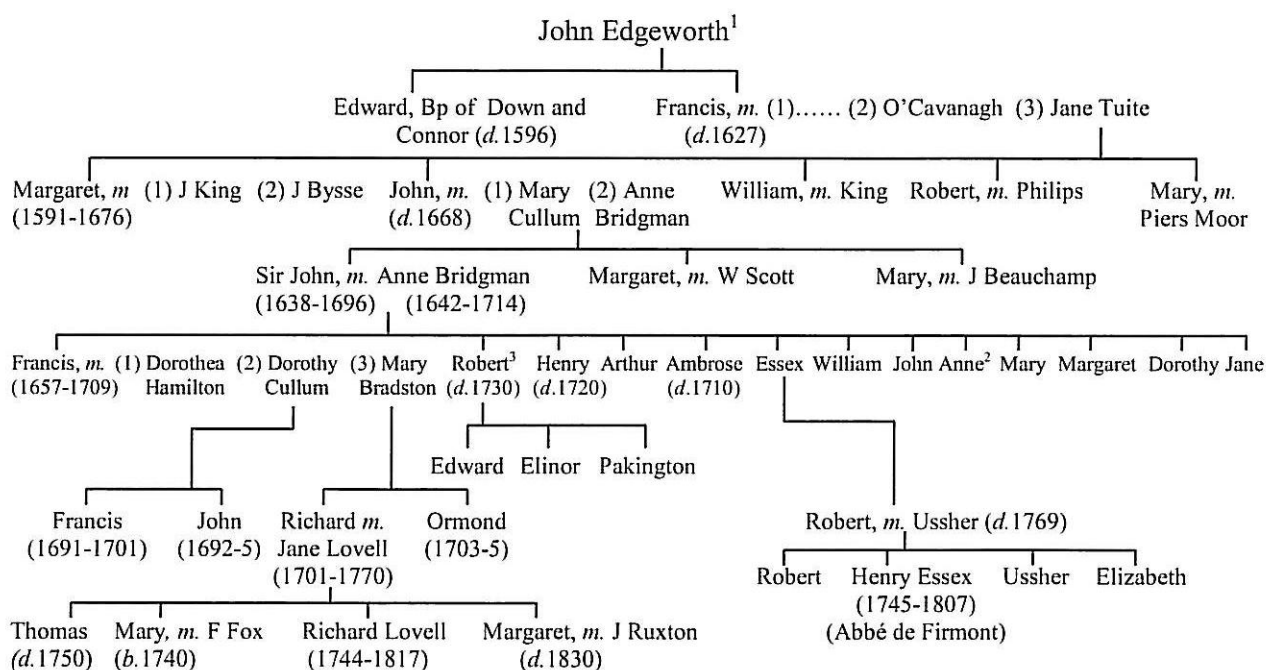 John Edgeworth¹
Edward, Bp of Down and Connor (d.1596)
Francis, m. (1)...... (2) O'Cavanagh (3) Jane Tuite
(d.1627)
Margaret, m (1) J King (2) J Bysse
(1591-1676)
John, m. (1) Mary Cullum (2) Anne Bridgman
(d.1668)
William, m. King
Robert, m. Philips
Mary, m. Piers Moor
Sir John, m. Anne Bridgman
(1638-1696) (1642-1714)
Margaret, m. W Scott
Mary, m. J Beauchamp
Francis, m. (1) Dorothea Hamilton (2) Dorothy Cullum (3) Mary Bradston
(1657-1709)
Robert³
(d.1730)
Henry
(d.1720)
Arthur
Ambrose
(d.1710)
Essex
William
John
Anne²
Mary
Margaret
Dorothy
Jane
Edward
Elinor
Pakington
Francis
(1691-1701)
John
(1692-5)
Richard m. Jane Lovell
(1701-1770)
Ormond
(1703-5)
Robert, m. Ussher (d.1769)
Robert
Henry Essex
(1745-1807)
(Abbé de Firmont)
Ussher
Elizabeth
Thomas
(d.1750)
Mary, m. F Fox
(b.1740)
Richard Lovell
(1744-1817)
Margaret, m. J Ruxton
(d.1830)